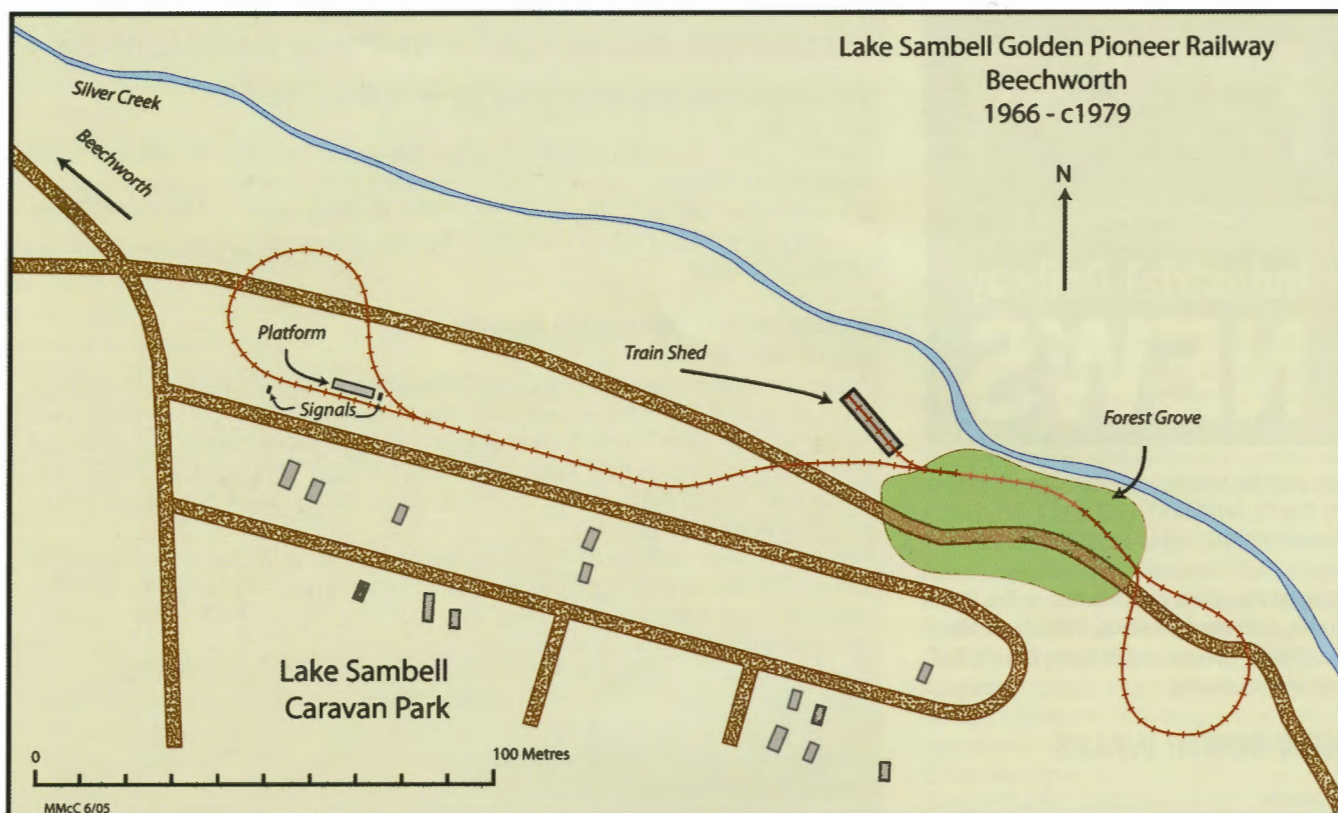 Lake Sambell Golden Pioneer Railway
Beechworth
1966 - c1979
Silver Creek
Beechworth
N
Platform
Train Shed
Signals
Forest Grove
Lake Sambell
Caravan Park
0
100 Metres
MMcC 6/05